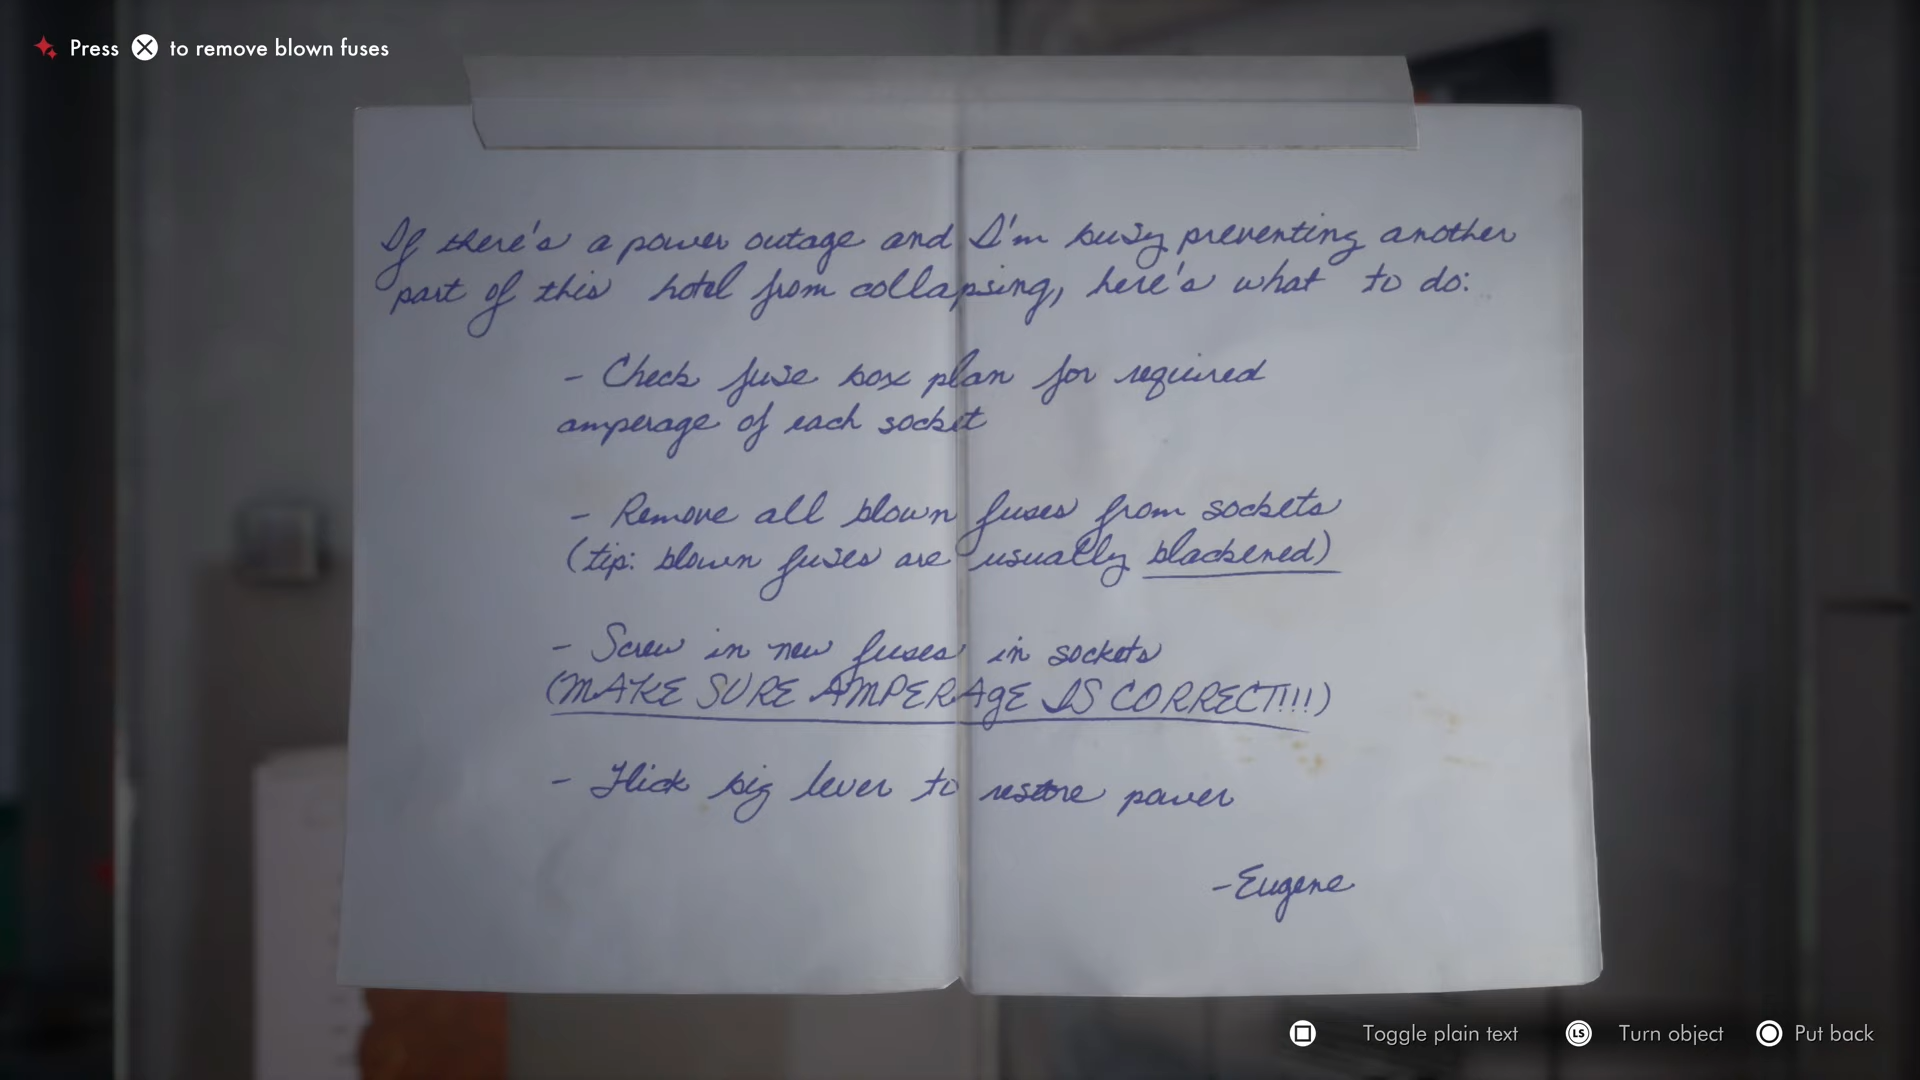 Press ⊗ to remove blown fuses
If there's a power outage and I'm busy preventing another
part of this hotel from collapsing, here's what to do:
- Check fuse box plan for required
amperage of each socket
- Remove all blown fuses from sockets
(tip: blown fuses are usually blackened)
- Screw in new fuses in sockets
(MAKE SURE AMPERAGE IS CORRECT!!!)
- Flick big lever to restore power
-Eugene
Toggle plain text LS Turn object Put back